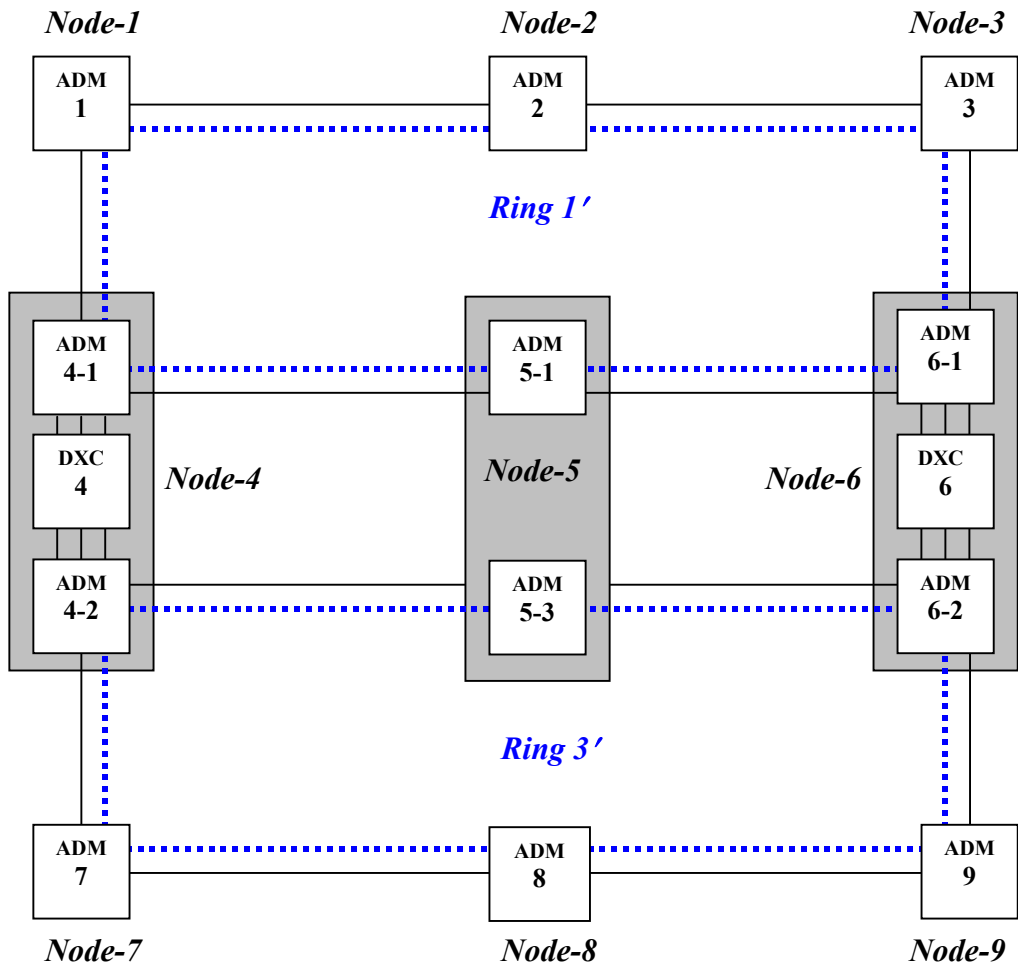 Node-1
Node-2
Node-3
ADM
1
ADM
2
ADM
3
Ring 1′
ADM
4-1
ADM
5-1
ADM
6-1
DXC
4
Node-4
Node-5
Node-6
DXC
6
ADM
4-2
ADM
5-3
ADM
6-2
Ring 3′
ADM
7
ADM
8
ADM
9
Node-7
Node-8
Node-9